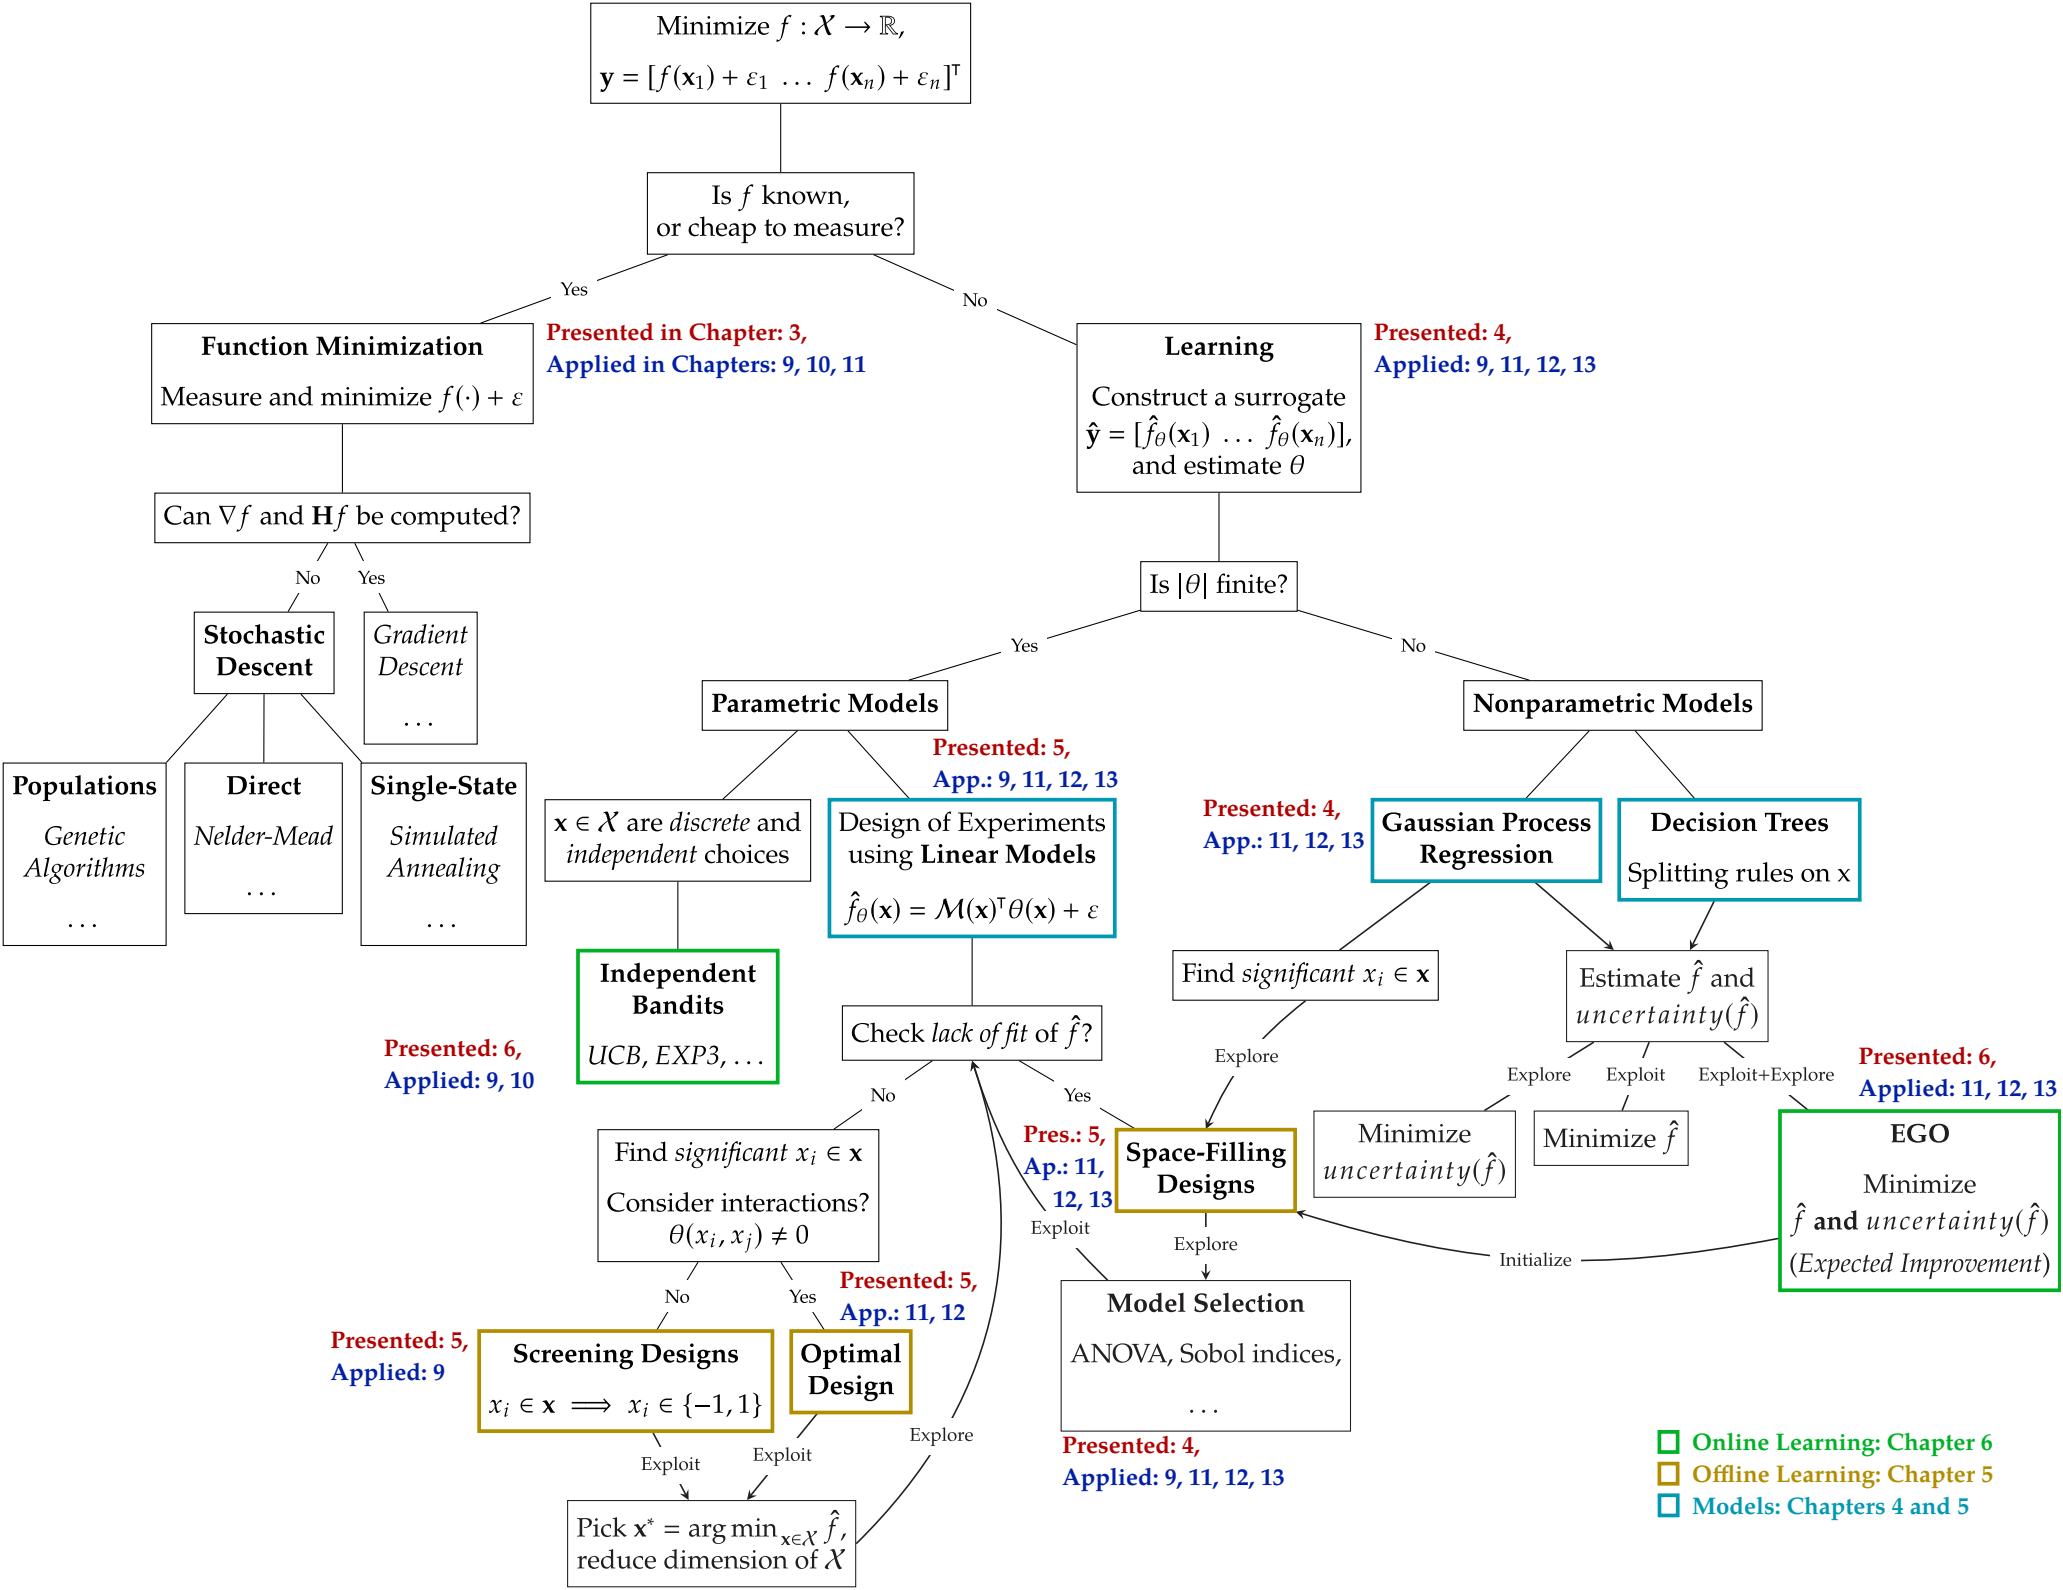 Minimize f : 𝒳 → ℝ,
y = [f(x₁) + ε₁ … f(xₙ) + εₙ]ᵀ
Is f known,
or cheap to measure?
Yes
No
Function Minimization
Measure and minimize f(·) + ε
Presented in Chapter: 3,
Applied in Chapters: 9, 10, 11
Learning
Construct a surrogate
ŷ = [f̂_θ(x₁) … f̂_θ(xₙ)],
and estimate θ
Presented: 4,
Applied: 9, 11, 12, 13
Can ∇f and Hf be computed?
No
Yes
Stochastic
Descent
Gradient
Descent
…
Populations
Genetic
Algorithms
…
Direct
Nelder-Mead
…
Single-State
Simulated
Annealing
…
Is |θ| finite?
Yes
No
Parametric Models
Nonparametric Models
x ∈ 𝒳 are discrete and
independent choices
Presented: 5,
App.: 9, 11, 12, 13
Design of Experiments
using Linear Models
f̂_θ(x) = ℳ(x)ᵀθ(x) + ε
Presented: 4,
App.: 11, 12, 13
Gaussian Process
Regression
Decision Trees
Splitting rules on x
Independent
Bandits
UCB, EXP3, …
Presented: 6,
Applied: 9, 10
Check lack of fit of f̂?
No
Yes
Find significant xᵢ ∈ x
Explore
Estimate f̂ and
uncertainty(f̂)
Explore
Exploit
Exploit+Explore
Presented: 6,
Applied: 11, 12, 13
Minimize
uncertainty(f̂)
Minimize f̂
EGO
Minimize
f̂ and uncertainty(f̂)
(Expected Improvement)
Initialize
Find significant xᵢ ∈ x
Consider interactions?
θ(xᵢ, xⱼ) ≠ 0
Pres.: 5,
Ap.: 11,
12, 13
Space-Filling
Designs
Exploit
Explore
No
Yes
Presented: 5,
App.: 11, 12
Presented: 5,
Applied: 9
Screening Designs
xᵢ ∈ x ⟹ xᵢ ∈ {−1, 1}
Optimal
Design
Model Selection
ANOVA, Sobol indices,
…
Presented: 4,
Applied: 9, 11, 12, 13
Exploit
Exploit
Explore
Pick x* = arg min_{x∈𝒳} f̂,
reduce dimension of 𝒳
Online Learning: Chapter 6
Offline Learning: Chapter 5
Models: Chapters 4 and 5